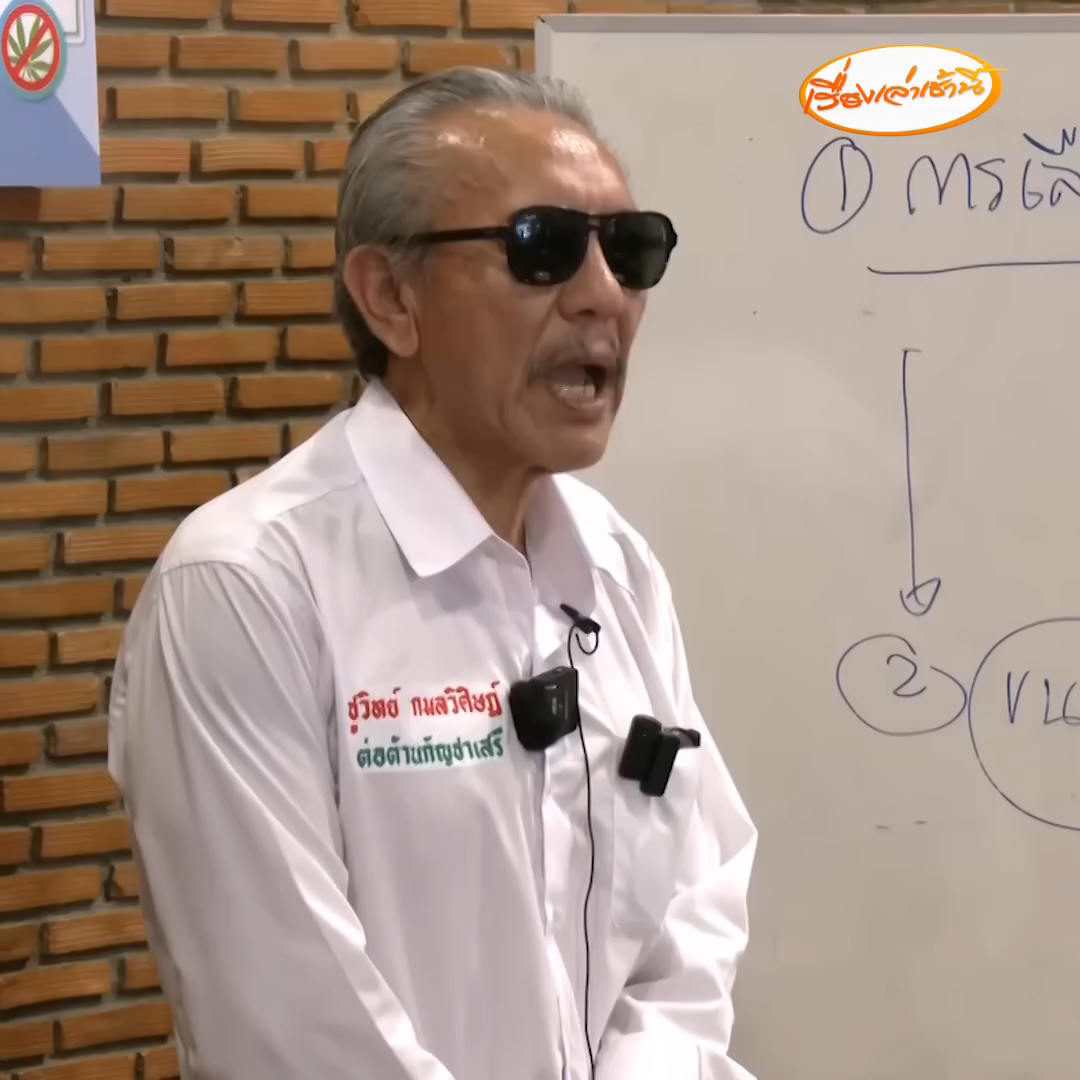 เรื่องเล่าเช้านี้
① การเลื
②
ชูวิทย์ กมลวิศิษฎ์
ต่อต้านกัญชาเสรี